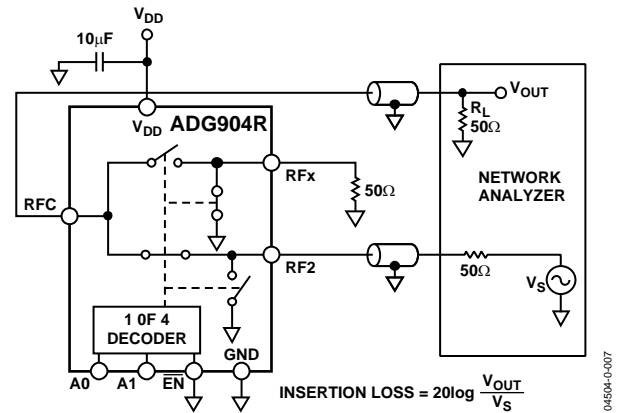 VDD
10µF
VDD
ADG904R
VOUT
RL
50Ω
RFx
50Ω
NETWORK
ANALYZER
RFC
RF2
50Ω
VS
1 0F 4
DECODER
GND
A0
A1
EN
INSERTION LOSS = 20log VOUT
VS
04504-0-007